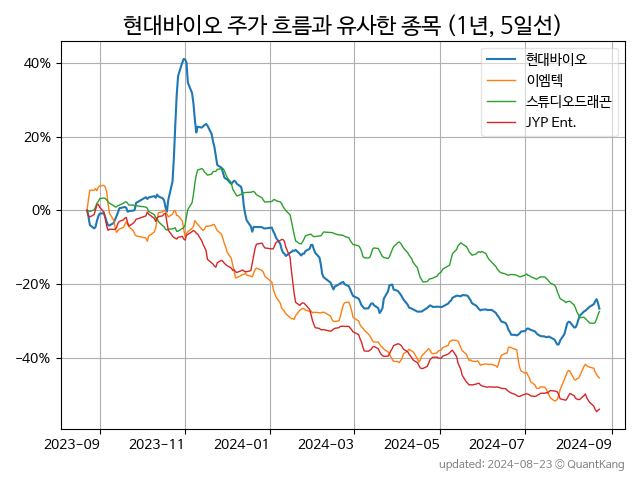 현대바이오 주가 흐름과 유사한 종목 (1년, 5일선)
현대바이오
이엠텍
스튜디오드래곤
JYP Ent.
40%
20%
0%
−20%
−40%
2023-09 2023-11 2024-01 2024-03 2024-05 2024-07 2024-09
updated: 2024-08-23 © QuantKang